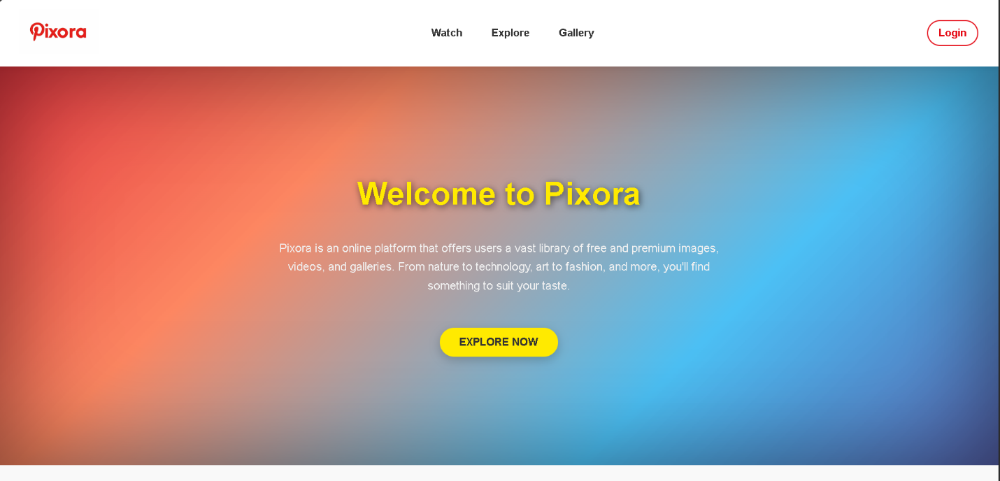 Pixora
Watch Explore Gallery
Login
Welcome to Pixora
Pixora is an online platform that offers users a vast library of free and premium images,
videos, and galleries. From nature to technology, art to fashion, and more, you'll find
something to suit your taste.
EXPLORE NOW